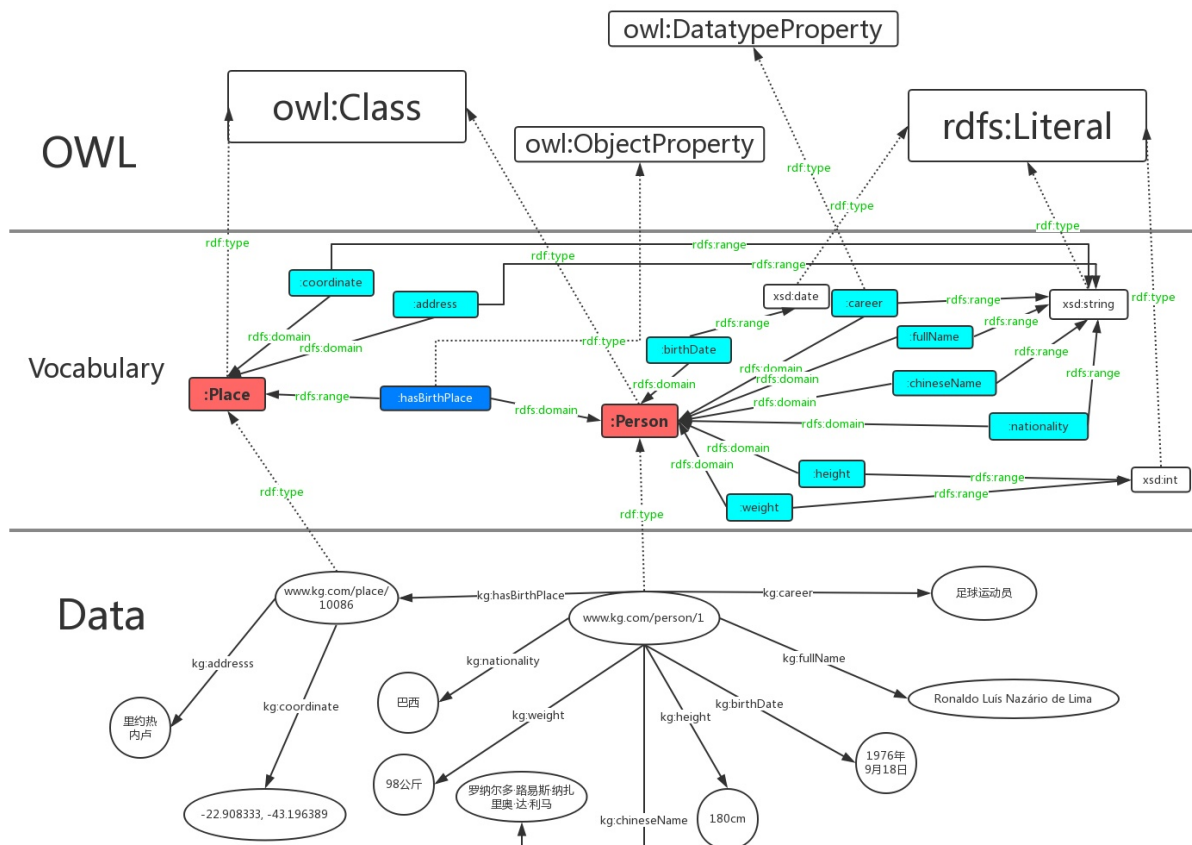 owl:DatatypeProperty
owl:Class
rdfs:Literal
owl:ObjectProperty
OWL
rdf:type
rdf:type
rdf:type
rdf:type
rdfs:range
rdf:type
rdfs:range
:coordinate
:address
xsd:date
:career
rdfs:range
xsd:string
rdf:type
rdfs:range
rdfs:domain
rdfs:domain
rdf:type
:birthDate
:fullName
rdfs:range
rdfs:range
Vocabulary
rdfs:domain
rdfs:domain
rdfs:domain
:chineseName
rdfs:range
:Place
rdfs:range
:hasBirthPlace
rdfs:domain
rdfs:domain
:Person
rdfs:domain
:nationality
rdfs:domain
rdfs:domain
:height
rdfs:range
xsd:int
rdf:type
rdfs:range
:weight
rdf:type
Data
www.kg.com/place/
10086
kg:hasBirthPlace
kg:career
足球运动员
www.kg.com/person/1
kg:addresss
kg:nationality
kg:fullName
里约热
内卢
kg:coordinate
巴西
kg:weight
kg:height
kg:birthDate
Ronaldo Luís Nazário de Lima
1976年
9月18日
98公斤
罗纳尔多·路易斯·纳扎
里奥·达·利马
-22.908333, -43.196389
kg:chineseName
180cm